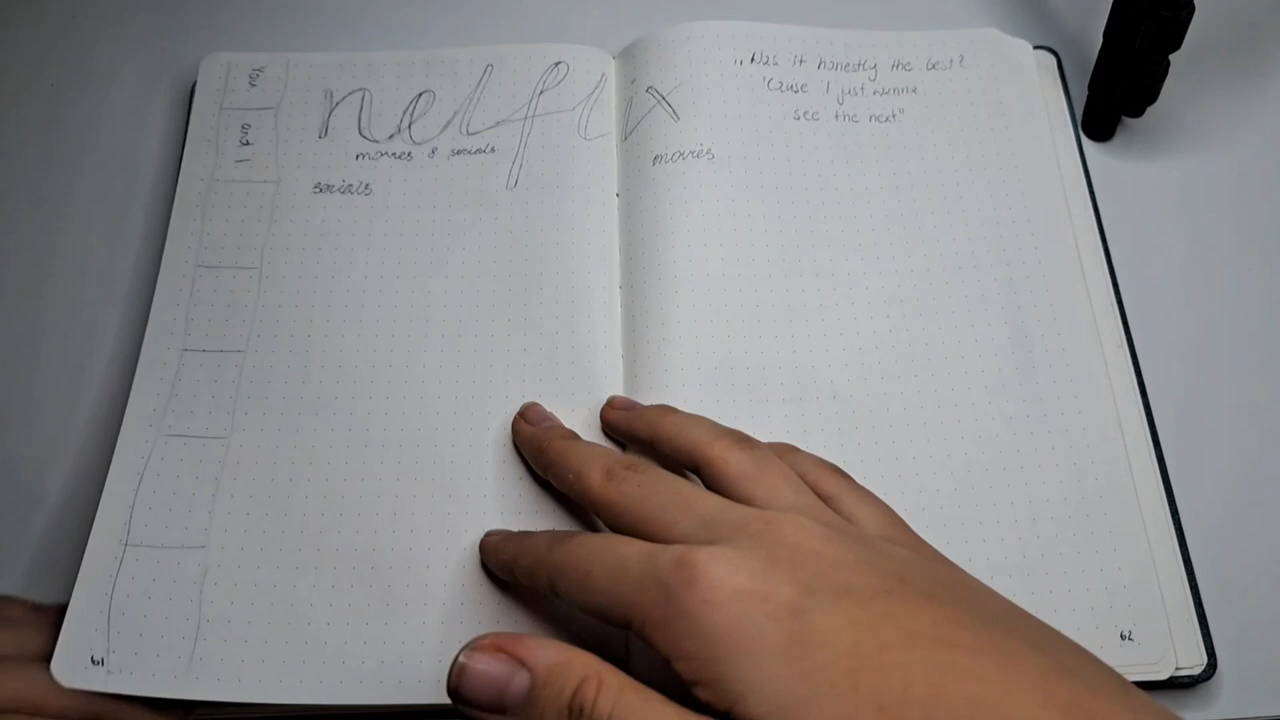 You
and I
netflix
movies & serials
serials
61
„Was it honestly the best?
'Cause I just wanna
see the next"
movies
62